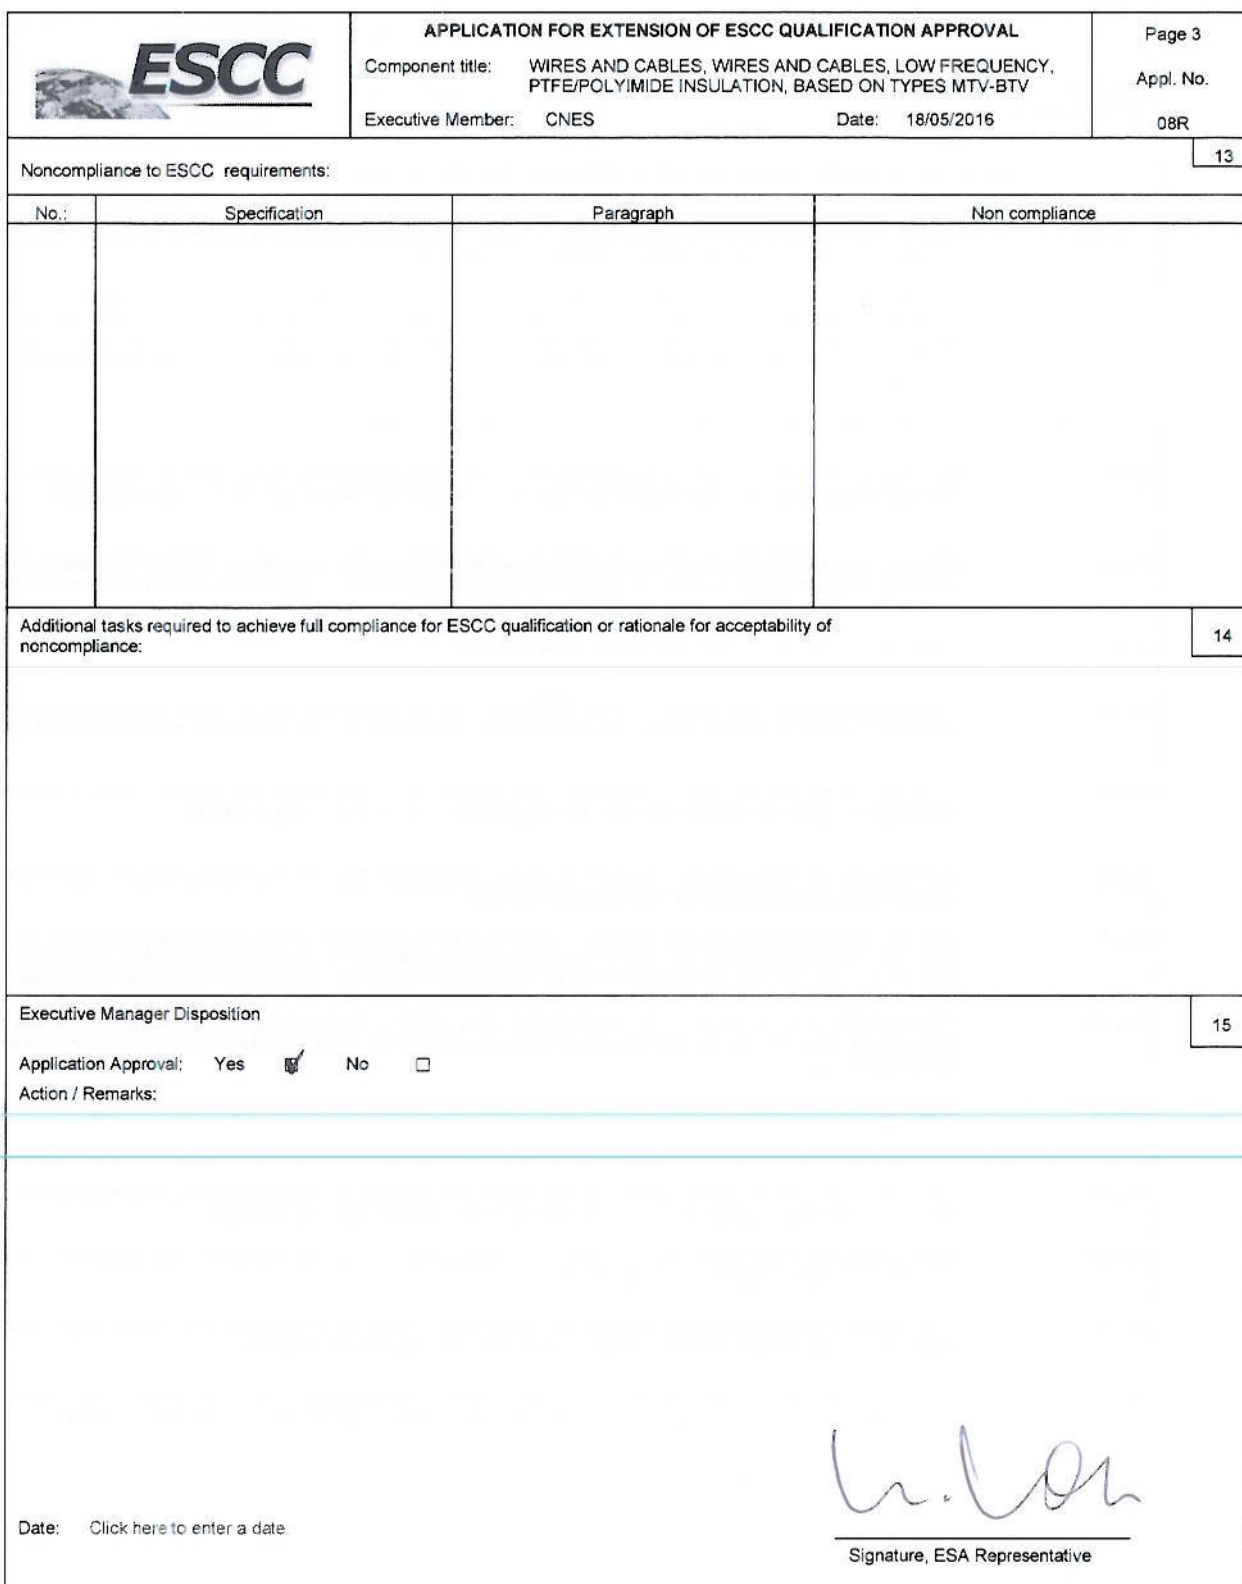 ESCC
APPLICATION FOR EXTENSION OF ESCC QUALIFICATION APPROVAL
Component title: WIRES AND CABLES, WIRES AND CABLES, LOW FREQUENCY,
PTFE/POLYIMIDE INSULATION, BASED ON TYPES MTV-BTV
Executive Member: CNES Date: 18/05/2016
Page 3
Appl. No.
08R
Noncompliance to ESCC requirements:
13
No.: Specification Paragraph Non compliance
Additional tasks required to achieve full compliance for ESCC qualification or rationale for acceptability of
noncompliance:
14
Executive Manager Disposition
15
Application Approval: Yes No
Action / Remarks:
Date: Click here to enter a date
Signature, ESA Representative